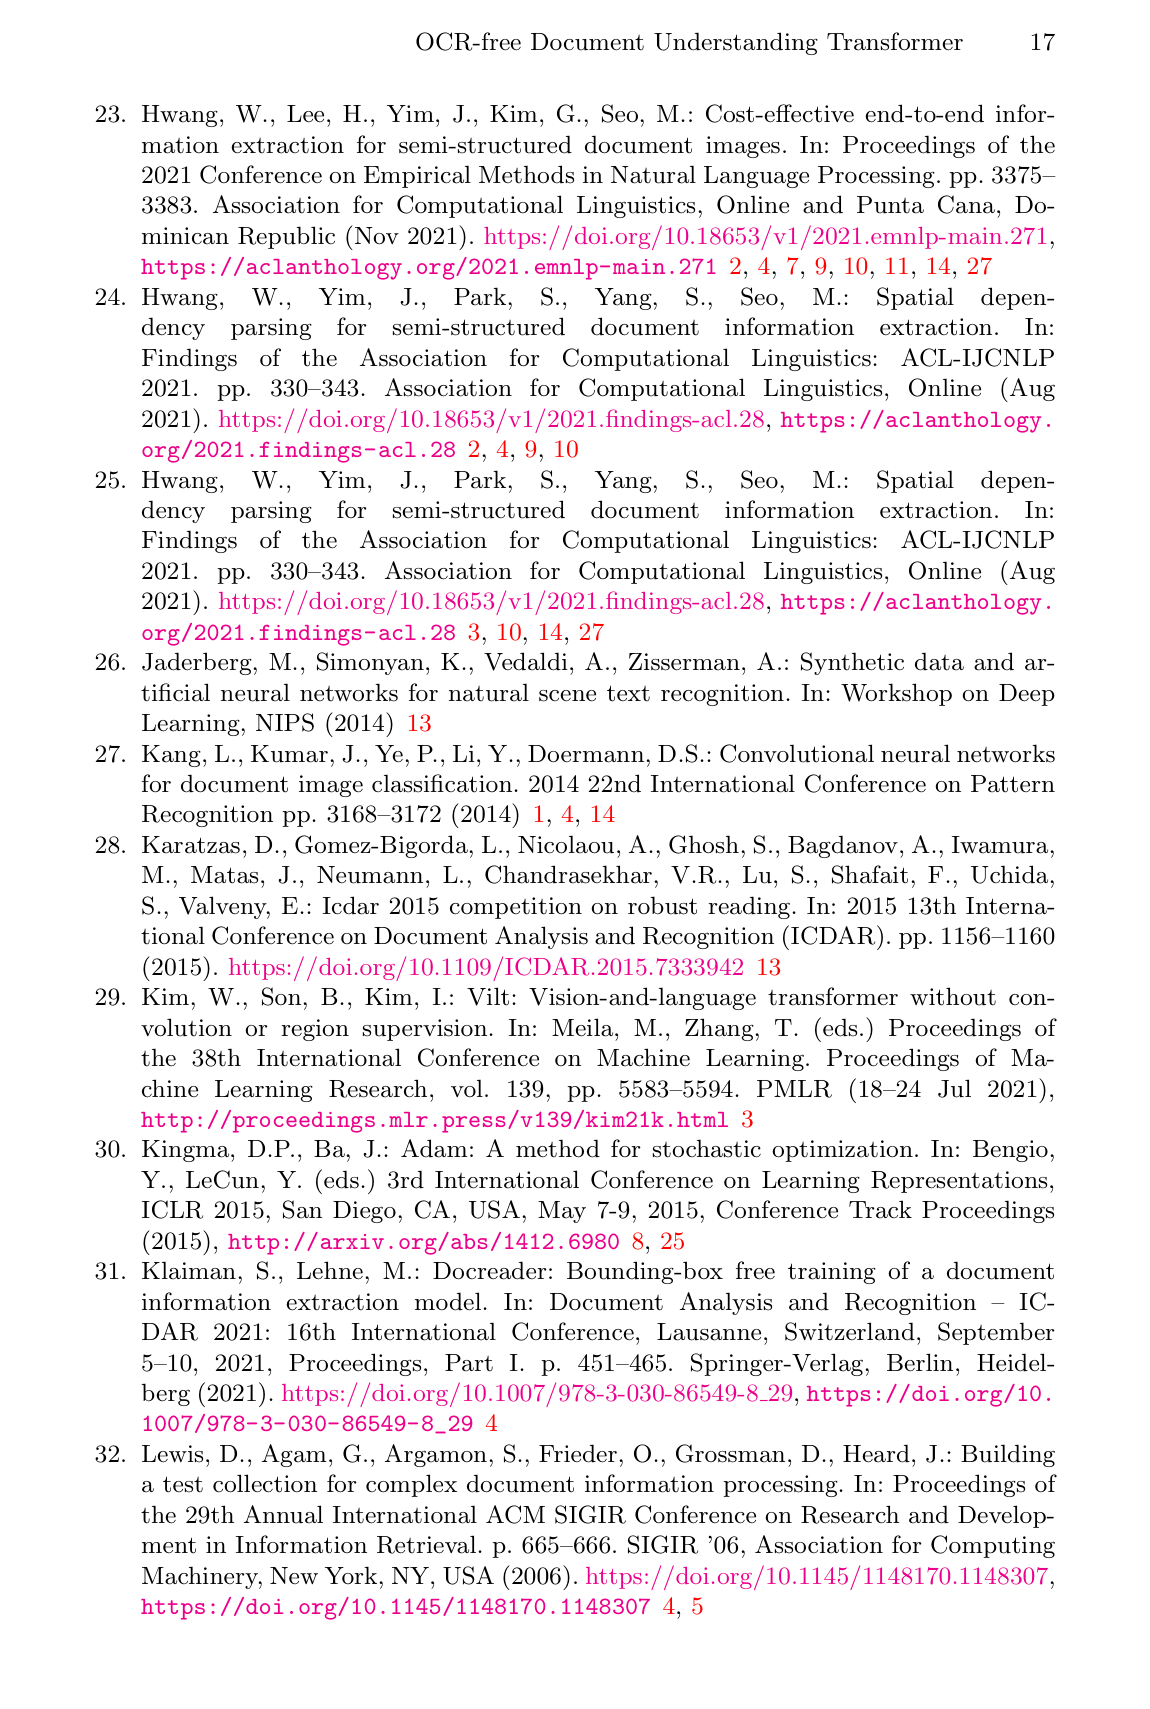 OCR-free Document Understanding Transformer 17
23. Hwang, W., Lee, H., Yim, J., Kim, G., Seo, M.: Cost-effective end-to-end infor-
mation extraction for semi-structured document images. In: Proceedings of the
2021 Conference on Empirical Methods in Natural Language Processing. pp. 3375–
3383. Association for Computational Linguistics, Online and Punta Cana, Do-
minican Republic (Nov 2021). https://doi.org/10.18653/v1/2021.emnlp-main.271,
https://aclanthology.org/2021.emnlp-main.271 2, 4, 7, 9, 10, 11, 14, 27
24. Hwang, W., Yim, J., Park, S., Yang, S., Seo, M.: Spatial depen-
dency parsing for semi-structured document information extraction. In:
Findings of the Association for Computational Linguistics: ACL-IJCNLP
2021. pp. 330–343. Association for Computational Linguistics, Online (Aug
2021). https://doi.org/10.18653/v1/2021.findings-acl.28, https://aclanthology.
org/2021.findings-acl.28 2, 4, 9, 10
25. Hwang, W., Yim, J., Park, S., Yang, S., Seo, M.: Spatial depen-
dency parsing for semi-structured document information extraction. In:
Findings of the Association for Computational Linguistics: ACL-IJCNLP
2021. pp. 330–343. Association for Computational Linguistics, Online (Aug
2021). https://doi.org/10.18653/v1/2021.findings-acl.28, https://aclanthology.
org/2021.findings-acl.28 3, 10, 14, 27
26. Jaderberg, M., Simonyan, K., Vedaldi, A., Zisserman, A.: Synthetic data and ar-
tificial neural networks for natural scene text recognition. In: Workshop on Deep
Learning, NIPS (2014) 13
27. Kang, L., Kumar, J., Ye, P., Li, Y., Doermann, D.S.: Convolutional neural networks
for document image classification. 2014 22nd International Conference on Pattern
Recognition pp. 3168–3172 (2014) 1, 4, 14
28. Karatzas, D., Gomez-Bigorda, L., Nicolaou, A., Ghosh, S., Bagdanov, A., Iwamura,
M., Matas, J., Neumann, L., Chandrasekhar, V.R., Lu, S., Shafait, F., Uchida,
S., Valveny, E.: Icdar 2015 competition on robust reading. In: 2015 13th Interna-
tional Conference on Document Analysis and Recognition (ICDAR). pp. 1156–1160
(2015). https://doi.org/10.1109/ICDAR.2015.7333942 13
29. Kim, W., Son, B., Kim, I.: Vilt: Vision-and-language transformer without con-
volution or region supervision. In: Meila, M., Zhang, T. (eds.) Proceedings of
the 38th International Conference on Machine Learning. Proceedings of Ma-
chine Learning Research, vol. 139, pp. 5583–5594. PMLR (18–24 Jul 2021),
http://proceedings.mlr.press/v139/kim21k.html 3
30. Kingma, D.P., Ba, J.: Adam: A method for stochastic optimization. In: Bengio,
Y., LeCun, Y. (eds.) 3rd International Conference on Learning Representations,
ICLR 2015, San Diego, CA, USA, May 7-9, 2015, Conference Track Proceedings
(2015), http://arxiv.org/abs/1412.6980 8, 25
31. Klaiman, S., Lehne, M.: Docreader: Bounding-box free training of a document
information extraction model. In: Document Analysis and Recognition – IC-
DAR 2021: 16th International Conference, Lausanne, Switzerland, September
5–10, 2021, Proceedings, Part I. p. 451–465. Springer-Verlag, Berlin, Heidel-
berg (2021). https://doi.org/10.1007/978-3-030-86549-8_29, https://doi.org/10.
1007/978-3-030-86549-8_29 4
32. Lewis, D., Agam, G., Argamon, S., Frieder, O., Grossman, D., Heard, J.: Building
a test collection for complex document information processing. In: Proceedings of
the 29th Annual International ACM SIGIR Conference on Research and Develop-
ment in Information Retrieval. p. 665–666. SIGIR ’06, Association for Computing
Machinery, New York, NY, USA (2006). https://doi.org/10.1145/1148170.1148307,
https://doi.org/10.1145/1148170.1148307 4, 5